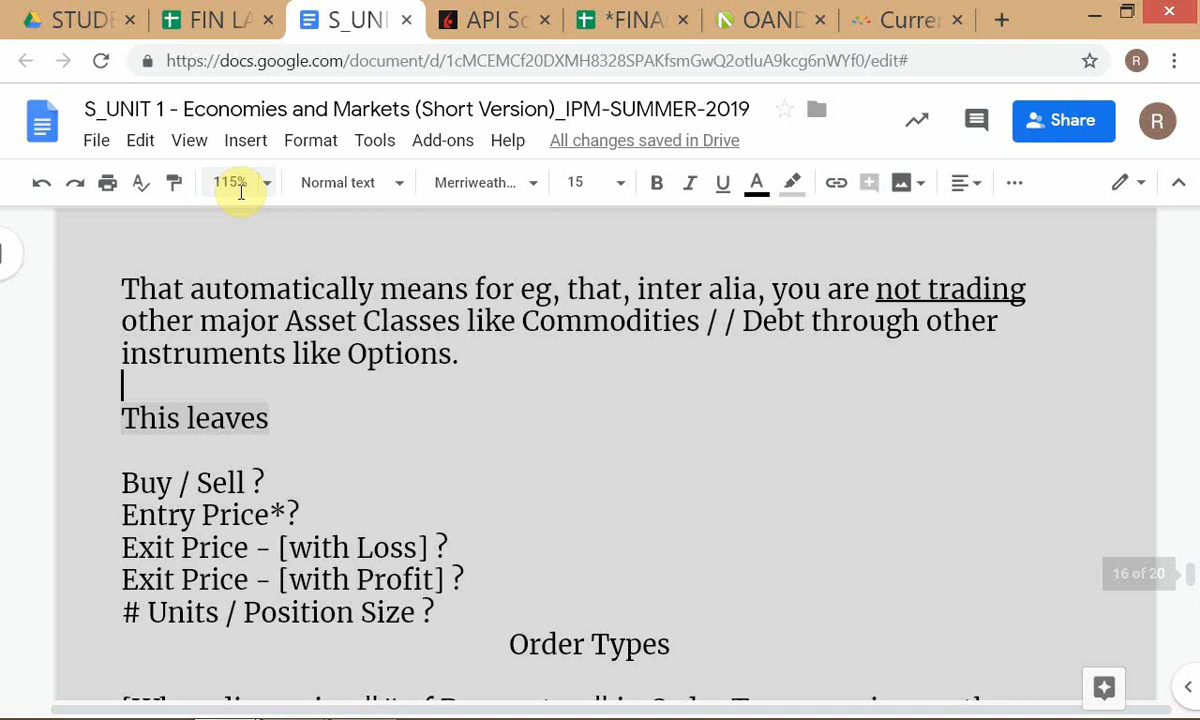 STUDE
FIN LA
S_UNI
API Sc
*FINA
OAND
Curre
https://docs.google.com/document/d/1cMCEMCf20DXMH8328SPAKfsmGwQ2otluA9kcg6nWYf0/edit#
R
S_UNIT 1 - Economies and Markets (Short Version)_IPM-SUMMER-2019
Share
R
File Edit View Insert Format Tools Add-ons Help All changes saved in Drive
115% Normal text Merriweath... 15 B I U A
That automatically means for eg, that, inter alia, you are not trading
other major Asset Classes like Commodities / / Debt through other
instruments like Options.
This leaves
Buy / Sell ?
Entry Price*?
Exit Price - [with Loss] ?
16 of 20
Exit Price - [with Profit] ?
# Units / Position Size ?
Order Types